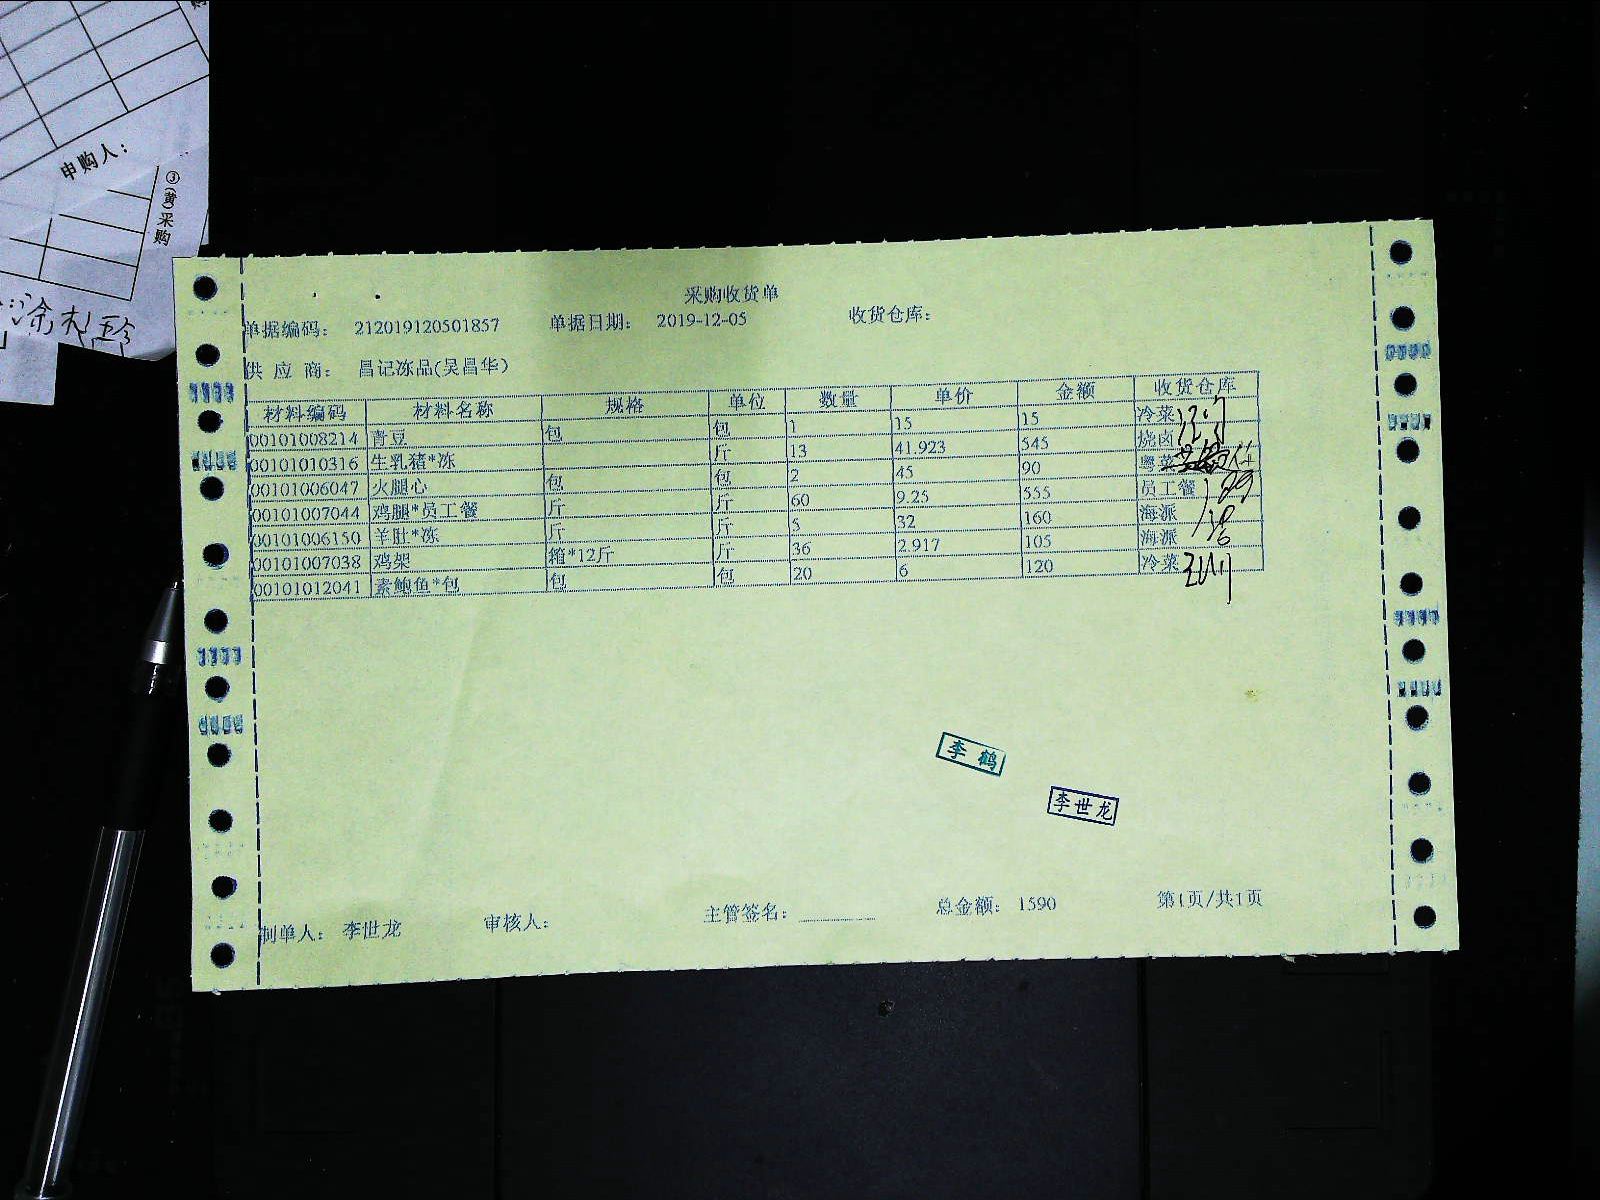 申购人：
③(黄)采购
采购收货单
单据编码： 212019120501857 单据日期： 2019-12-05 收货仓库：
供 应 商： 昌记冻品(吴昌华)
材料编码 材料名称 规格 单位 数量 单价 金额 收货仓库
00101008214 青豆 包 包 1 15 15 冷菜
00101010316 生乳猪*冻 斤 13 41.923 545 烧卤
00101006047 火腿心 包 包 2 45 90 粤菜
00101007044 鸡腿*员工餐 斤 斤 60 9.25 555 员工餐
00101006150 羊肚*冻 斤 斤 5 32 160 海派
00101007038 鸡架 箱*12斤 斤 36 2.917 105 海派
00101012041 素鲍鱼*包 包 包 20 6 120 冷菜
李鹤
李世龙
制单人： 李世龙 审核人： 主管签名： 总金额： 1590 第1页/共1页